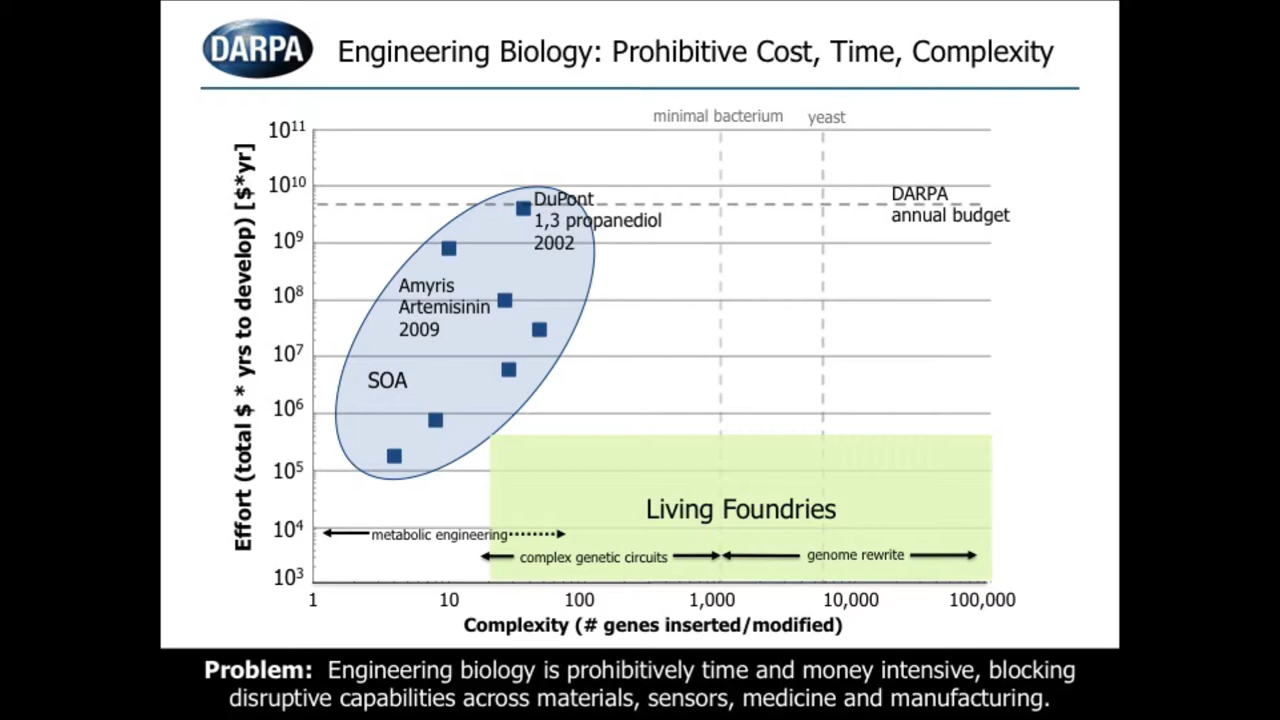 DARPA
Engineering Biology: Prohibitive Cost, Time, Complexity
minimal bacterium
yeast
Effort (total $ * yrs to develop) [$*yr]
10¹¹
10¹⁰
10⁹
10⁸
10⁷
10⁶
10⁵
10⁴
10³
DuPont
1,3 propanediol
2002
DARPA
annual budget
Amyris
Artemisinin
2009
SOA
Living Foundries
metabolic engineering
complex genetic circuits
genome rewrite
1
10
100
1,000
10,000
100,000
Complexity (# genes inserted/modified)
Problem: Engineering biology is prohibitively time and money intensive, blocking
disruptive capabilities across materials, sensors, medicine and manufacturing.